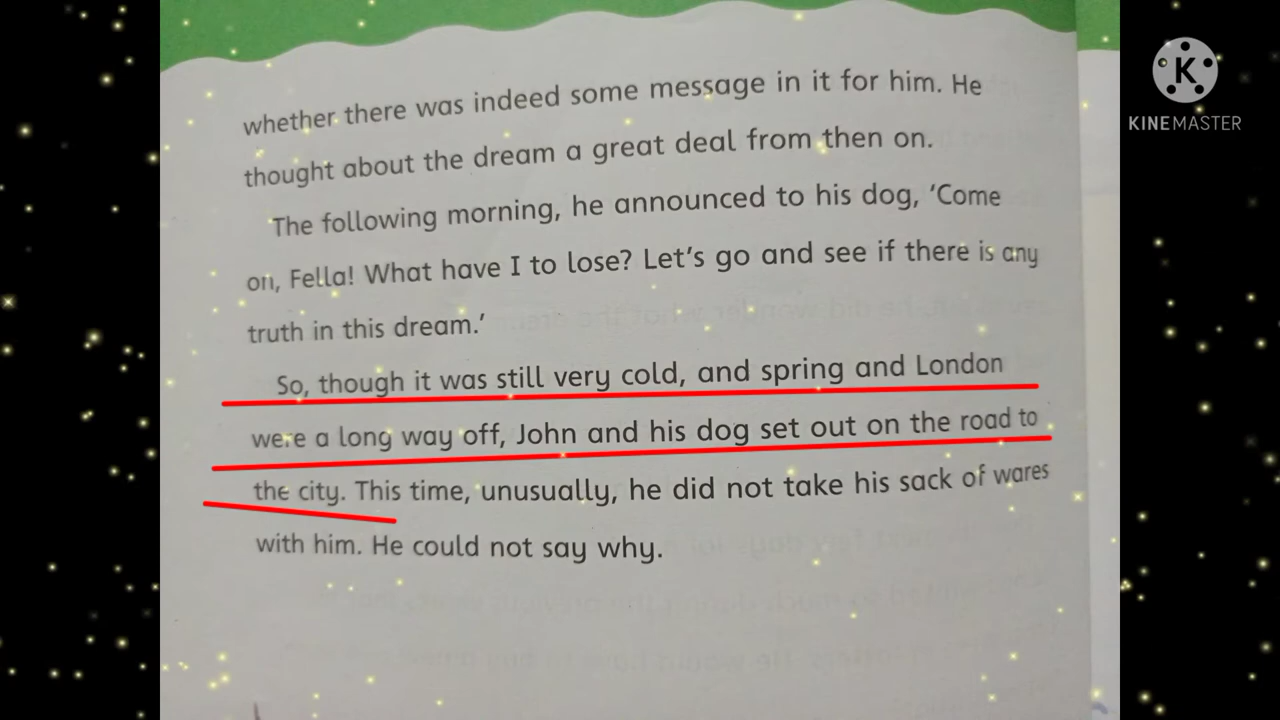 whether there was indeed some message in it for him. He
thought about the dream a great deal from then on.
The following morning, he announced to his dog, ‘Come
on, Fella! What have I to lose? Let’s go and see if there is any
truth in this dream.’
So, though it was still very cold, and spring and London
were a long way off, John and his dog set out on the road to
the city. This time, unusually, he did not take his sack of wares
with him. He could not say why.
K
KINEMASTER